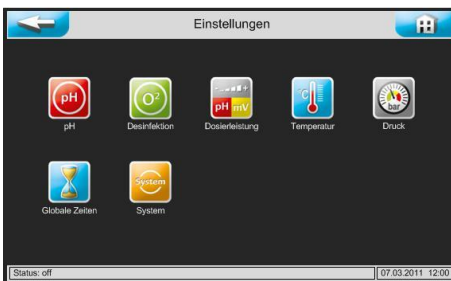 Einstellungen
pH O² pH mV °C bar
pH Desinfektion Dosierleistung Temperatur Druck
System
Globale Zeiten System
Status: off 07.03.2011 12:00